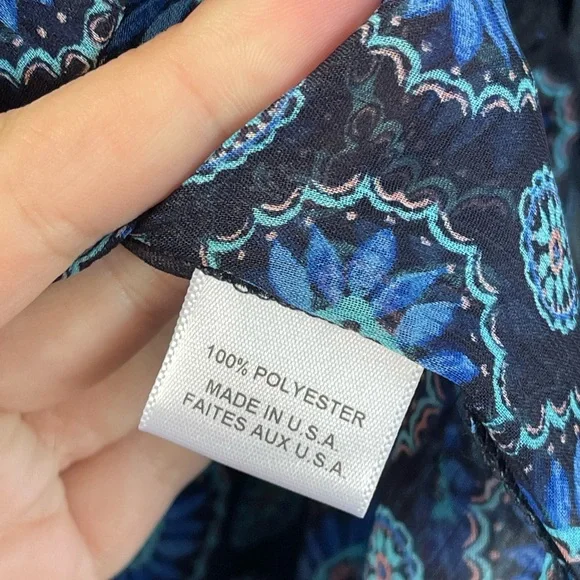 100% POLYESTER
MADE IN U.S.A.
FAITES AUX U.S.A.